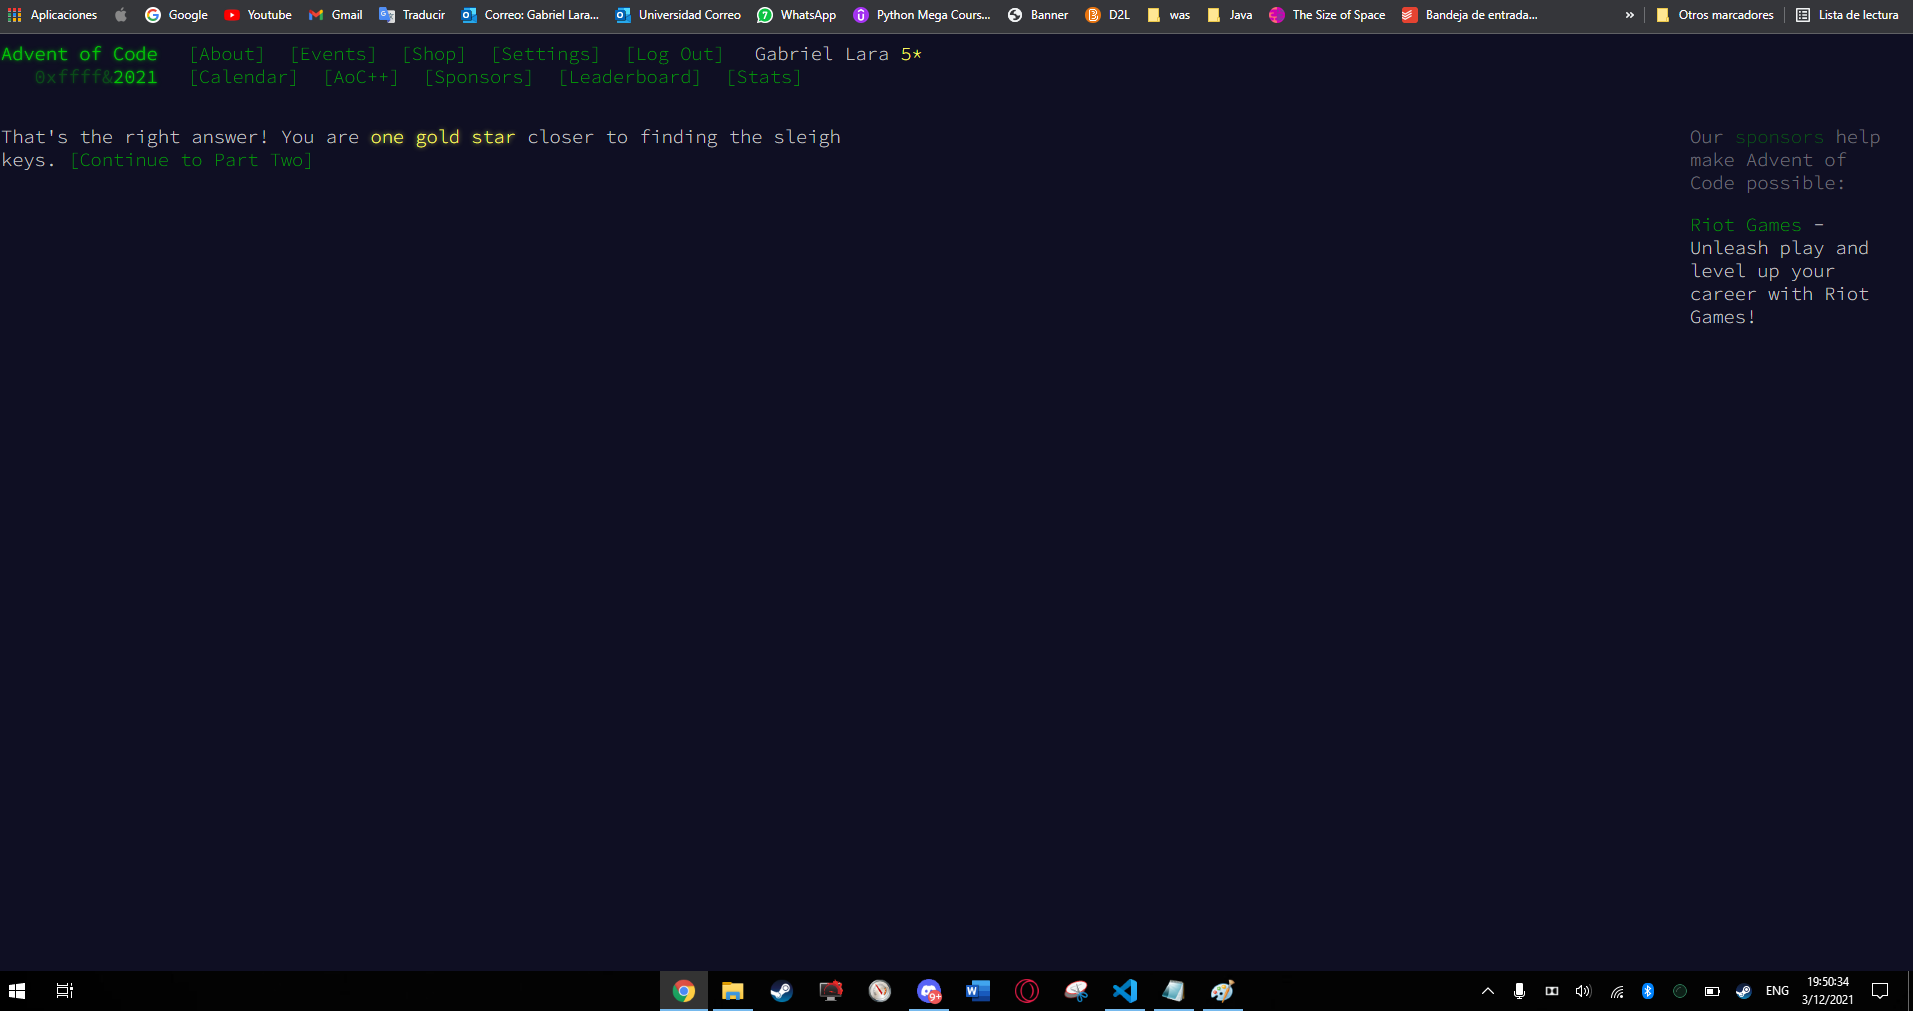 Aplicaciones Google Youtube Gmail Traducir Correo: Gabriel Lara... Universidad Correo WhatsApp Python Mega Cours... Banner D2L was Java The Size of Space Bandeja de entrada... » Otros marcadores Lista de lectura
Advent of Code [About] [Events] [Shop] [Settings] [Log Out] Gabriel Lara 5*
0xffff&2021 [Calendar] [AoC++] [Sponsors] [Leaderboard] [Stats]
That's the right answer! You are one gold star closer to finding the sleigh
keys. [Continue to Part Two]
Our sponsors help
make Advent of
Code possible:
Riot Games -
Unleash play and
level up your
career with Riot
Games!
9+
ENG
19:50:34
3/12/2021